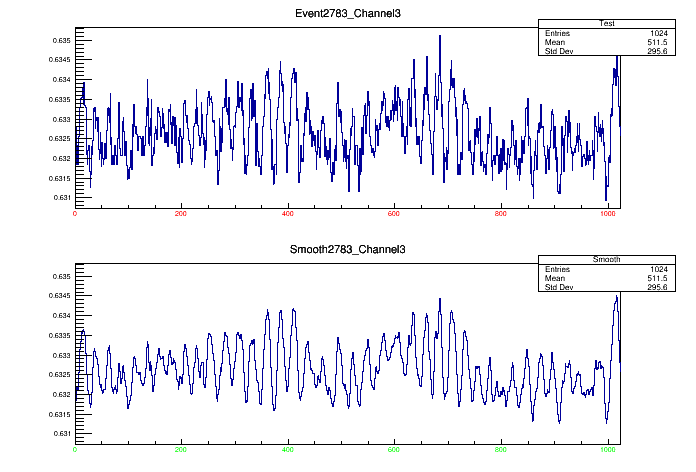 Event2783_Channel3
Test
Entries 1024
Mean 511.5
Std Dev 295.6
0.635
0.6345
0.634
0.6335
0.633
0.6325
0.632
0.6315
0.631
0 200 400 600 800 1000
Smooth2783_Channel3
Smooth
Entries 1024
Mean 511.5
Std Dev 295.6
0.635
0.6345
0.634
0.6335
0.633
0.6325
0.632
0.6315
0.631
0 200 400 600 800 1000